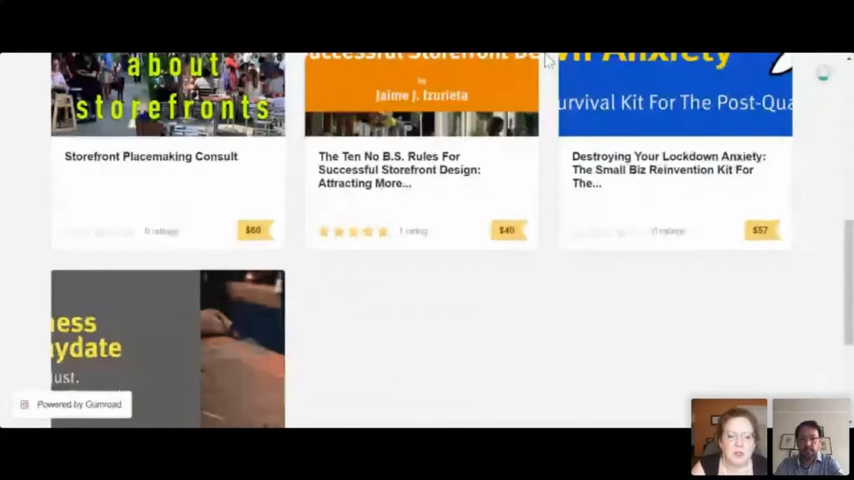 about
storefronts
Successful Storefront De
by
Jaime J. Izurieta
Anxiety
urvival Kit For The Post-Qua
Storefront Placemaking Consult
0 ratings
$60
The Ten No B.S. Rules For
Successful Storefront Design:
Attracting More...
1 rating
$40
Destroying Your Lockdown Anxiety:
The Small Biz Reinvention Kit For
The...
0 ratings
$57
ness
ydate
ust.
Powered by Gumroad